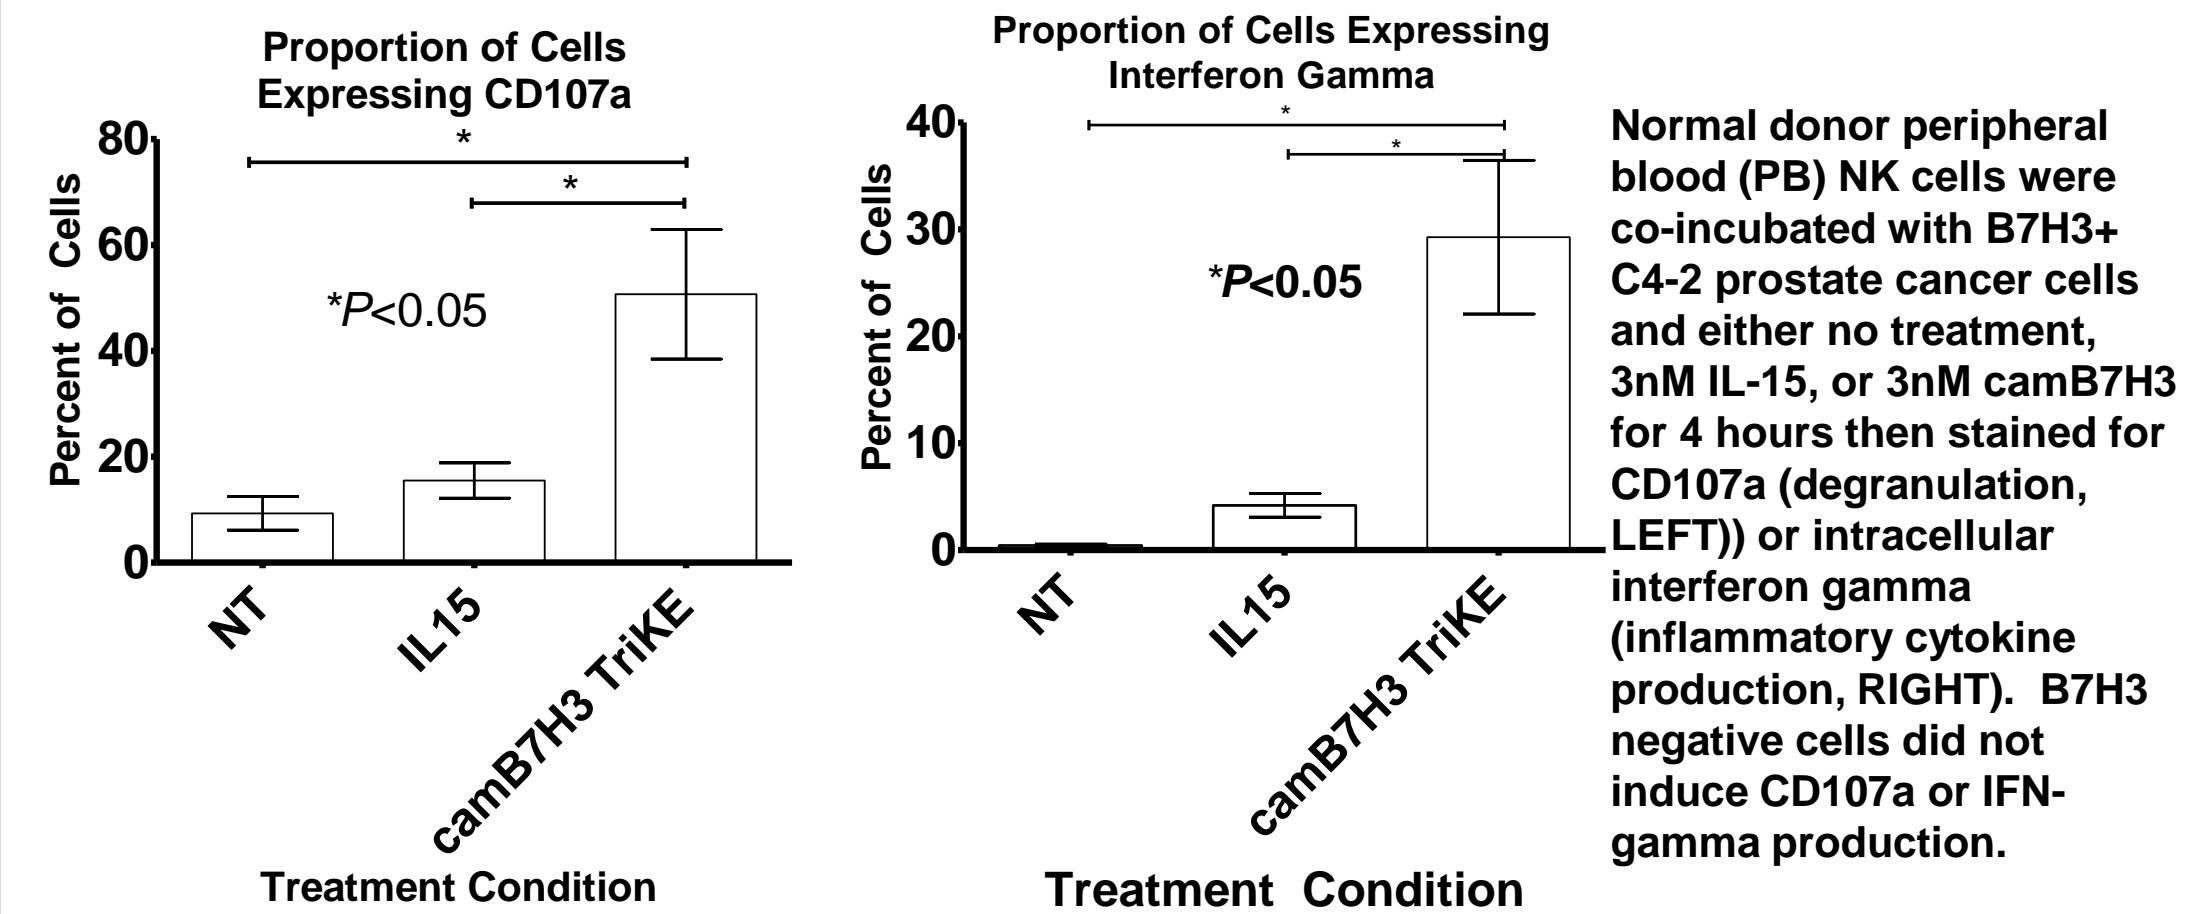 Proportion of Cells
Expressing CD107a
*
*
*P<0.05
80
60
40
20
0
Percent of  Cells
NT
IL15
camB7H3 TriKE
Treatment Condition
Proportion of Cells Expressing
Interferon Gamma
*
*
*P<0.05
40
30
20
10
0
Percent of  Cells
NT
IL15
camB7H3 TriKE
Treatment  Condition
Normal donor peripheral
blood (PB) NK cells were
co-incubated with B7H3+
C4-2 prostate cancer cells
and either no treatment,
3nM IL-15, or 3nM camB7H3
for 4 hours then stained for
CD107a (degranulation,
LEFT)) or intracellular
interferon gamma
(inflammatory cytokine
production, RIGHT).  B7H3
negative cells did not
induce CD107a or IFN-
gamma production.